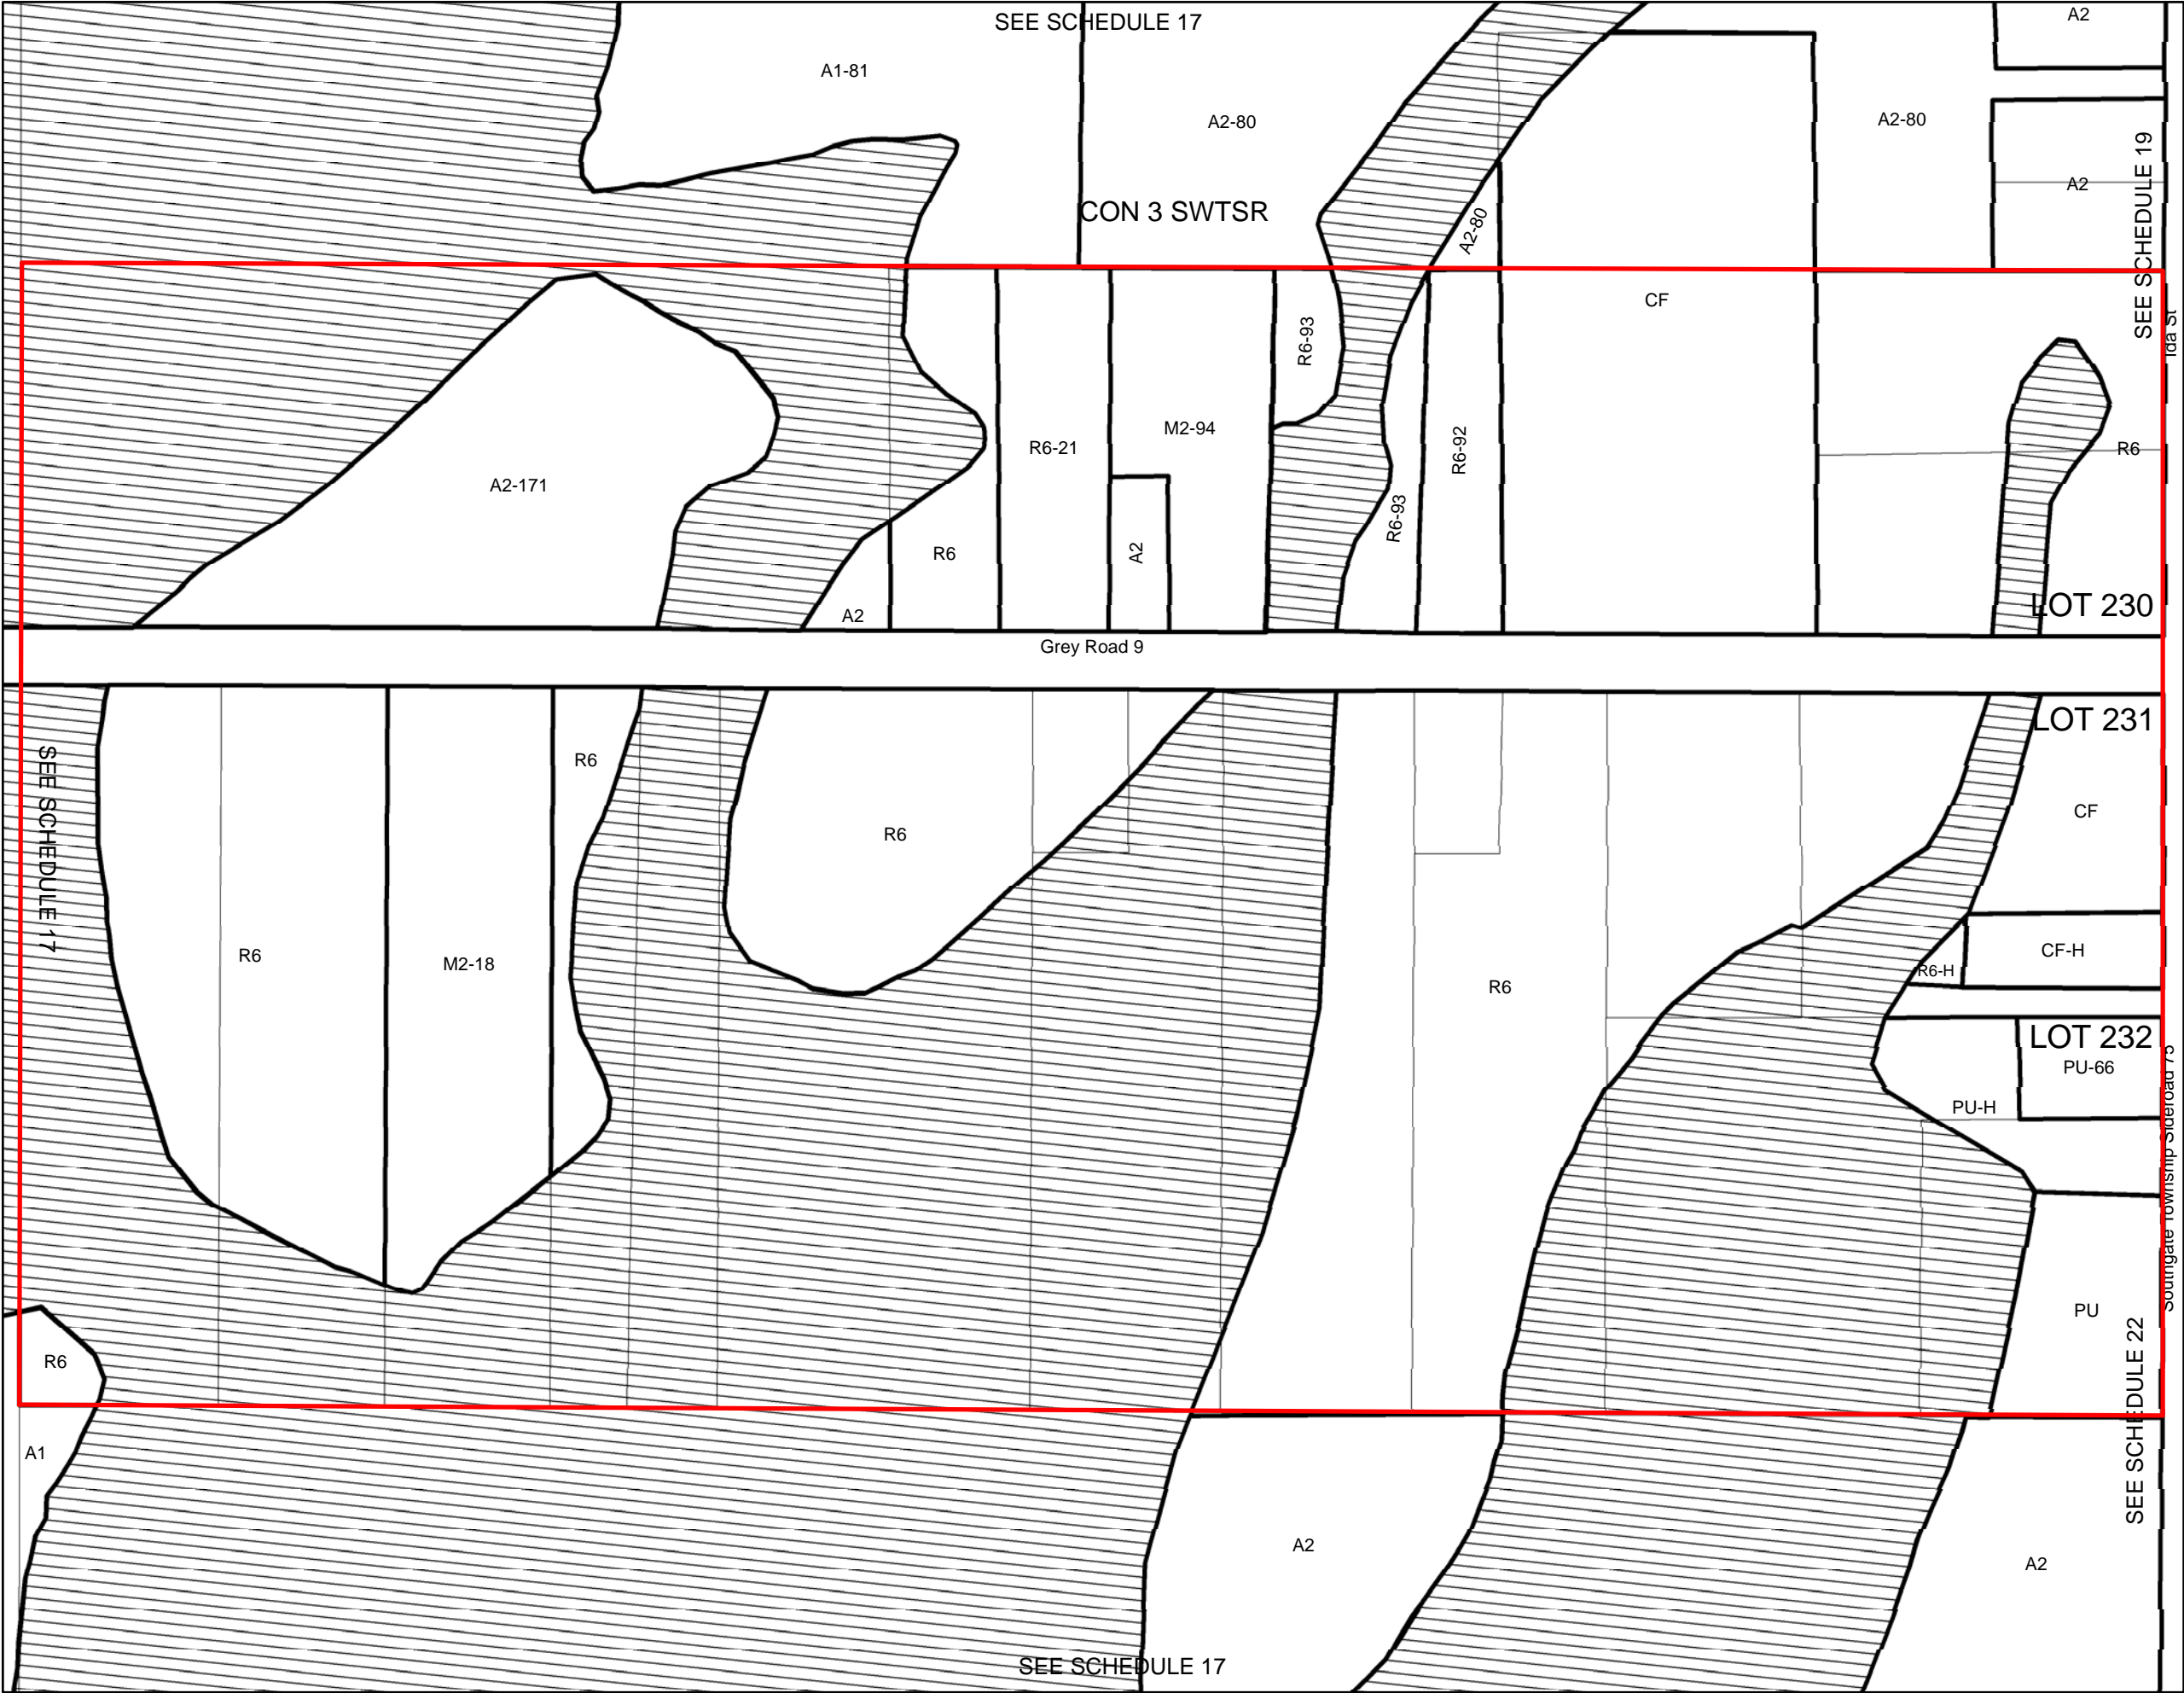 SEE SCHEDULE 17
A2
A1-81
A2-80
A2-80
SEE SCHEDULE 19
A2
CON 3 SWTSR
A2-80
CF
Ida St
R6-93
M2-94
R6-21
R6-92
R6
A2-171
R6-93
A2
R6
A2
LOT 230
Grey Road 9
LOT 231
SEE SCHEDULE 17
R6
CF
R6
R6
M2-18
CF-H
R6-H
R6
LOT 232
PU-66
PU-H
Southgate Township Sideroad 75
PU
R6
SEE SCHEDULE 22
A1
A2
A2
SEE SCHEDULE 17